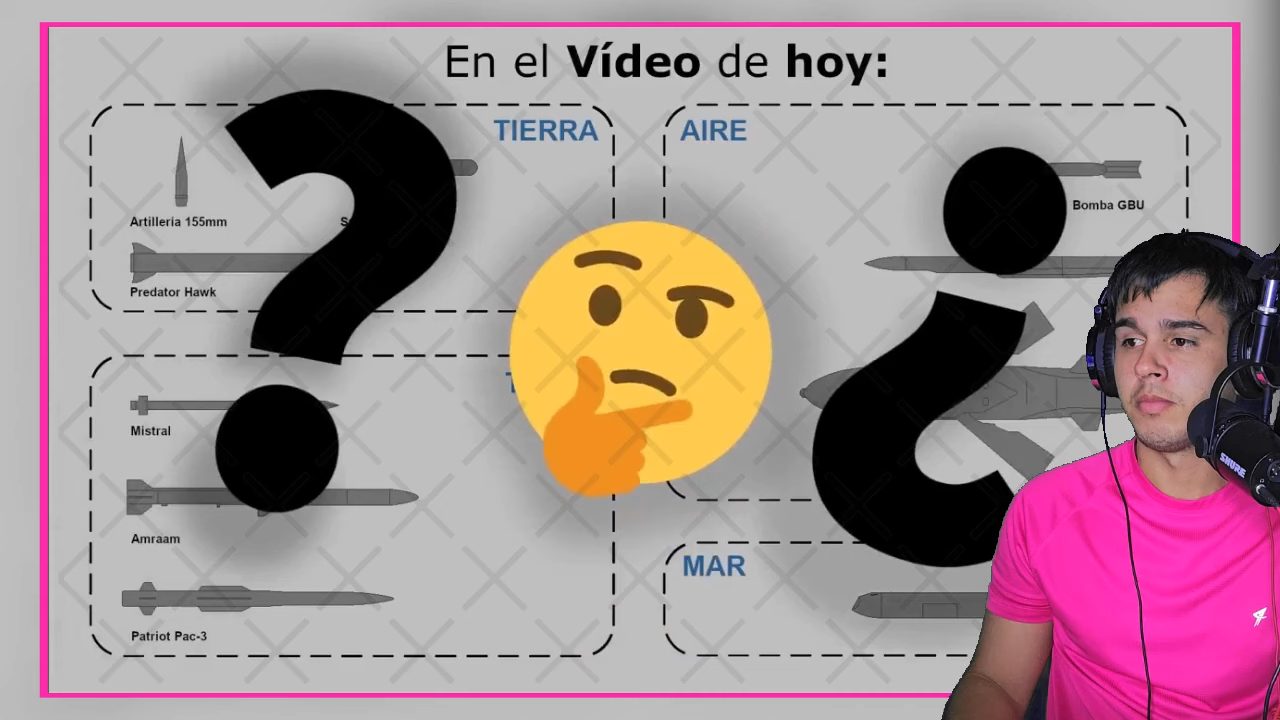 En el Vídeo de hoy:
TIERRA
Artilleria 155mm
Predator Hawk
AIRE
Bomba GBU
Mistral
Amraam
Patriot Pac-3
MAR
SHURE